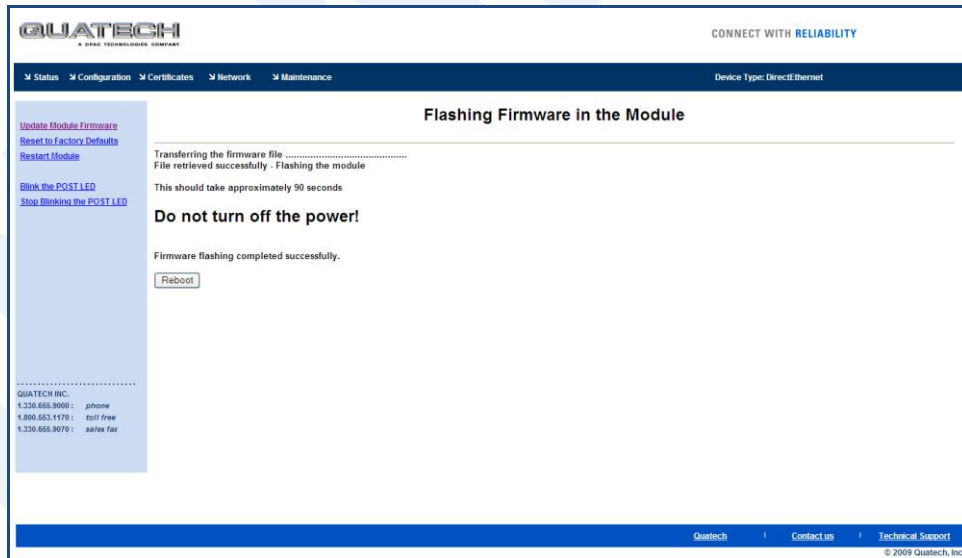 QUATECH
A DPAC TECHNOLOGIES COMPANY
CONNECT WITH RELIABILITY
Status Configuration Certificates Network Maintenance
Device Type: DirectEthernet
Update Module Firmware
Reset to Factory Defaults
Restart Module
Blink the POST LED
Stop Blinking the POST LED
QUATECH INC.
1.330.655.9000 : phone
1.800.553.1170 : toll free
1.330.655.9070 : sales fax
Flashing Firmware in the Module
Transferring the firmware file ............................................
File retrieved successfully - Flashing the module
This should take approximately 90 seconds
Do not turn off the power!
Firmware flashing completed successfully.
Reboot
Quatech | Contact us | Technical Support
© 2009 Quatech, Inc